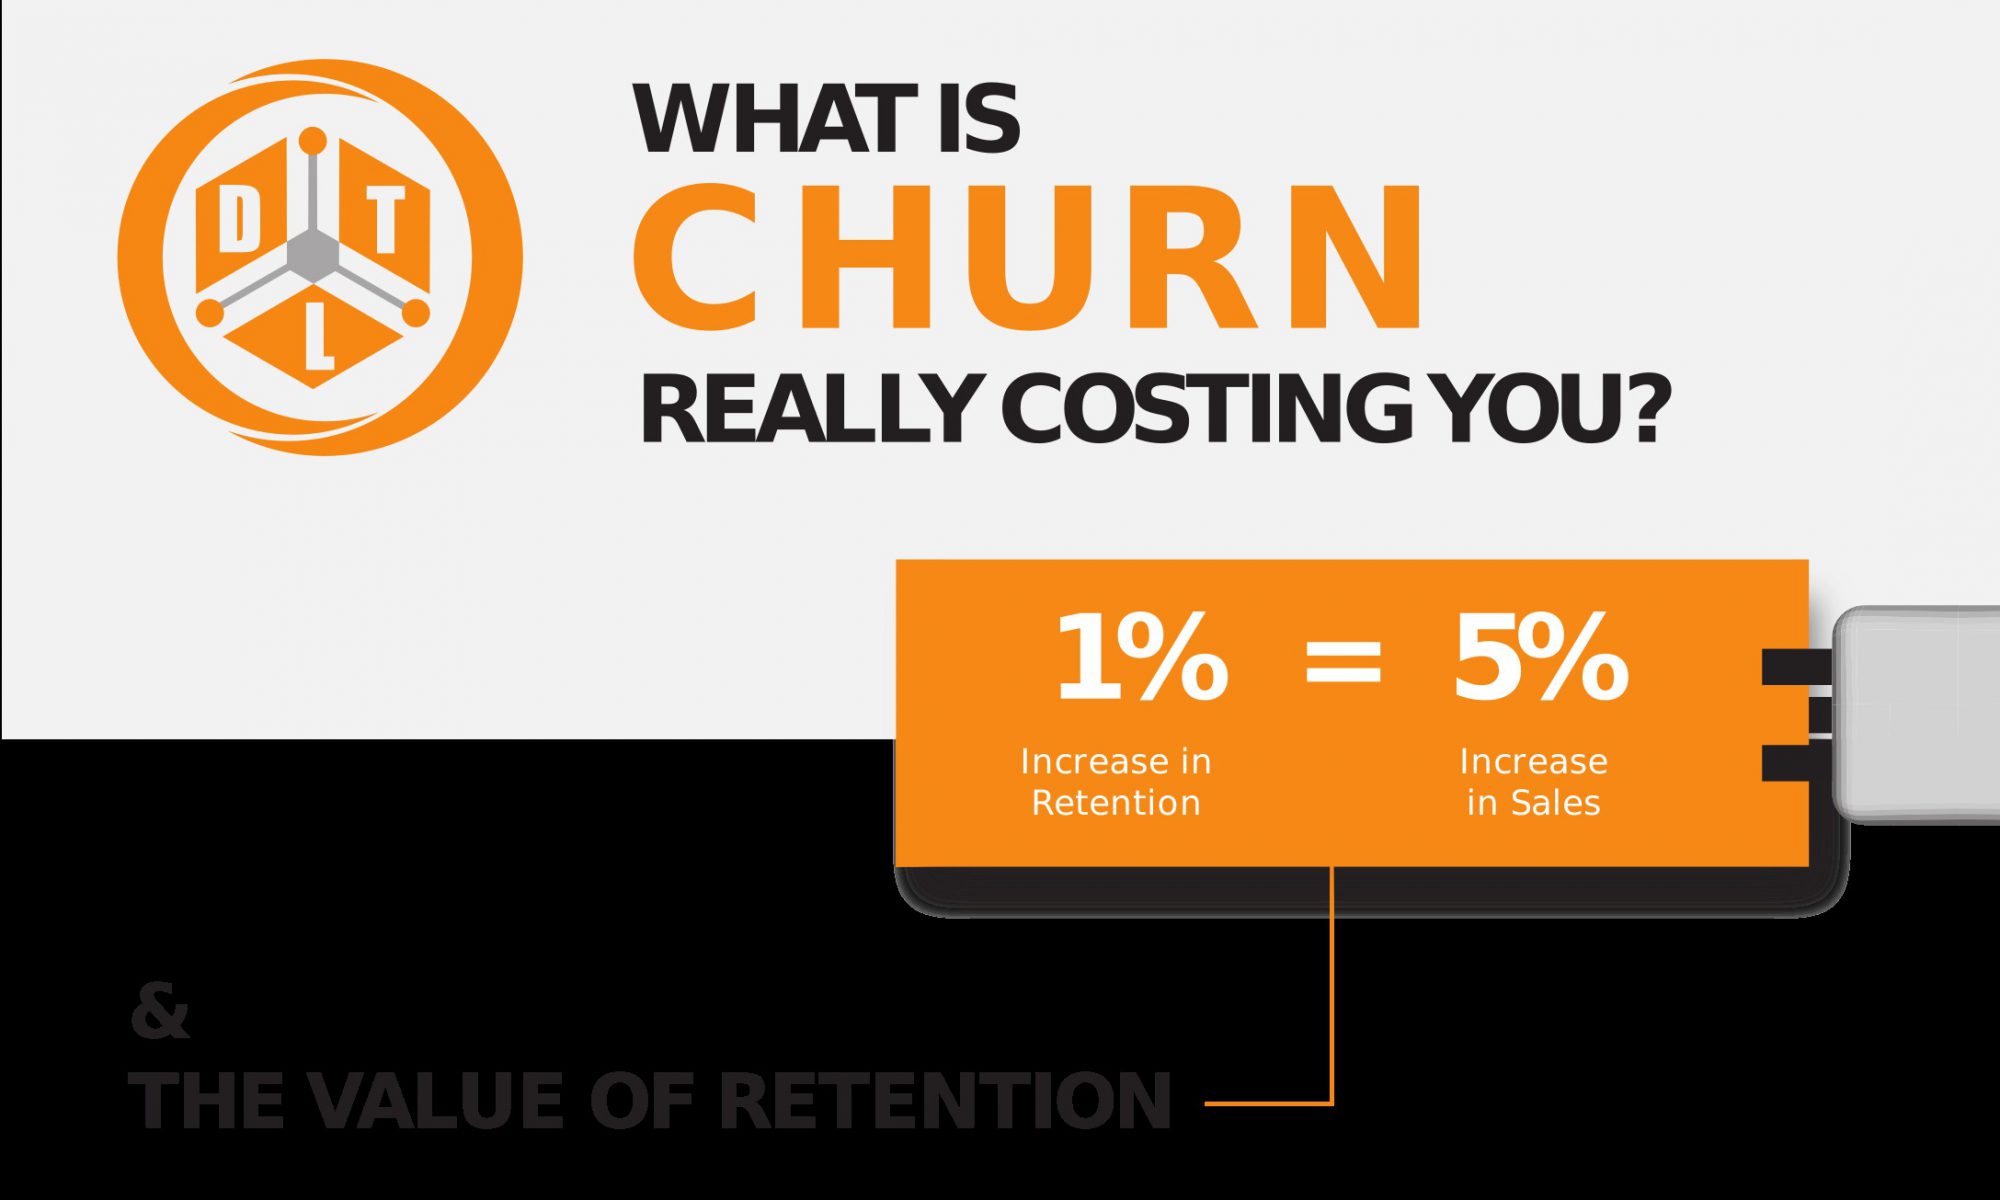 D T
L
WHAT IS
CHURN
REALLY COSTING YOU?
1% = 5%
Increase in
Retention
Increase
in Sales
&
THE VALUE OF RETENTION